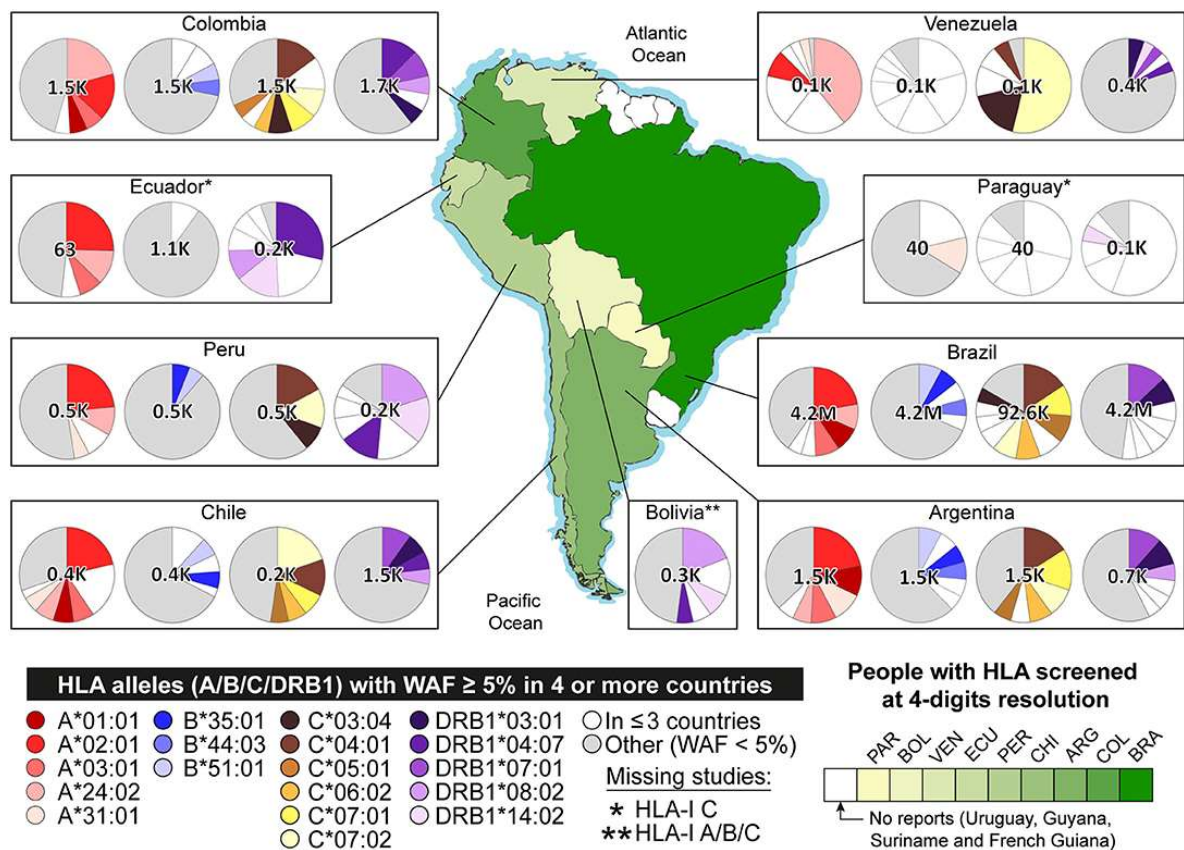 Colombia
1.5K 1.5K 1.5K 1.7K
Atlantic
Ocean
Venezuela
0.1K 0.1K 0.1K 0.4K
Ecuador*
63 1.1K 0.2K
Paraguay*
40 40 0.1K
Peru
0.5K 0.5K 0.5K 0.2K
Brazil
4.2M 4.2M 92.6K 4.2M
Chile
0.4K 0.4K 0.2K 1.5K
Pacific
Ocean
Bolivia**
0.3K
Argentina
1.5K 1.5K 1.5K 0.7K
HLA alleles (A/B/C/DRB1) with WAF ≥ 5% in 4 or more countries
A*01:01
A*02:01
A*03:01
A*24:02
A*31:01
B*35:01
B*44:03
B*51:01
C*03:04
C*04:01
C*05:01
C*06:02
C*07:01
C*07:02
DRB1*03:01
DRB1*04:07
DRB1*07:01
DRB1*08:02
DRB1*14:02
In ≤3 countries
Other (WAF < 5%)
Missing studies:
* HLA-I C
** HLA-I A/B/C
People with HLA screened
at 4-digits resolution
PAR BOL VEN ECU PER CHI ARG COL BRA
No reports (Uruguay, Guyana,
Suriname and French Guiana)